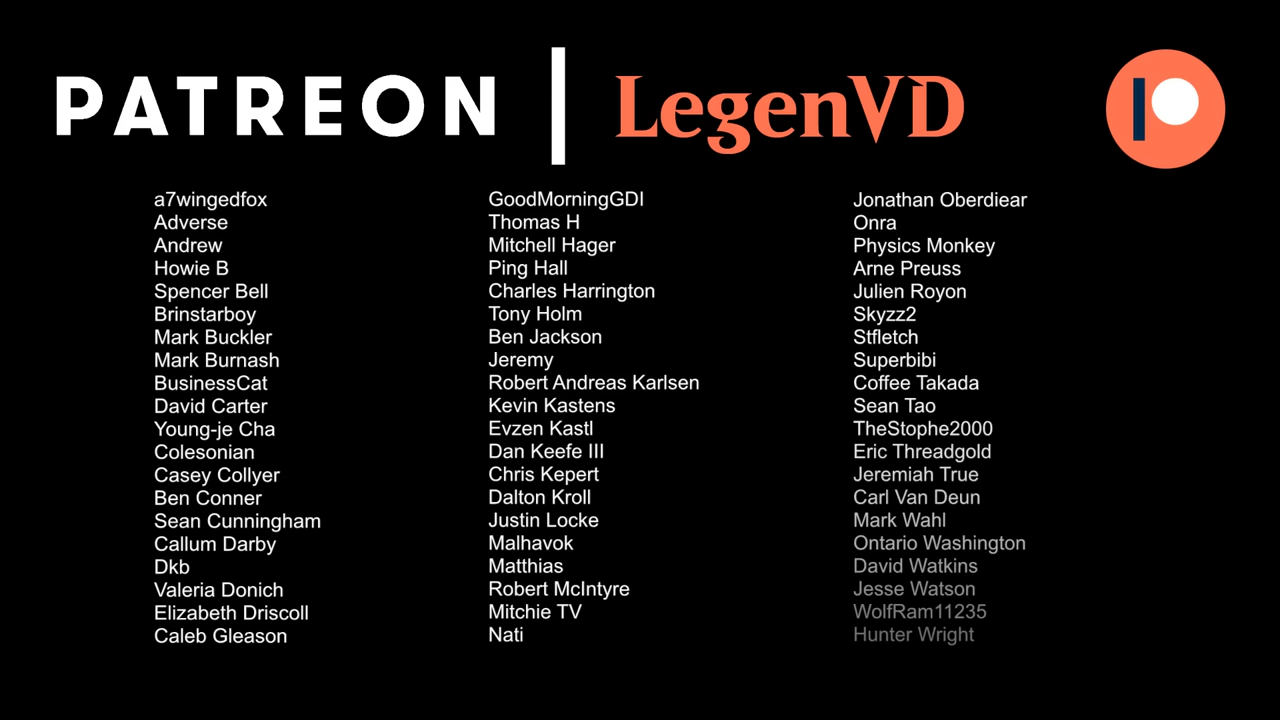 PATREON | LegenVD
a7wingedfox
Adverse
Andrew
Howie B
Spencer Bell
Brinstarboy
Mark Buckler
Mark Burnash
BusinessCat
David Carter
Young-je Cha
Colesonian
Casey Collyer
Ben Conner
Sean Cunningham
Callum Darby
Dkb
Valeria Donich
Elizabeth Driscoll
Caleb Gleason
GoodMorningGDI
Thomas H
Mitchell Hager
Ping Hall
Charles Harrington
Tony Holm
Ben Jackson
Jeremy
Robert Andreas Karlsen
Kevin Kastens
Evzen Kastl
Dan Keefe III
Chris Kepert
Dalton Kroll
Justin Locke
Malhavok
Matthias
Robert McIntyre
Mitchie TV
Nati
Jonathan Oberdiear
Onra
Physics Monkey
Arne Preuss
Julien Royon
Skyzz2
Stfletch
Superbibi
Coffee Takada
Sean Tao
TheStophe2000
Eric Threadgold
Jeremiah True
Carl Van Deun
Mark Wahl
Ontario Washington
David Watkins
Jesse Watson
WolfRam11235
Hunter Wright